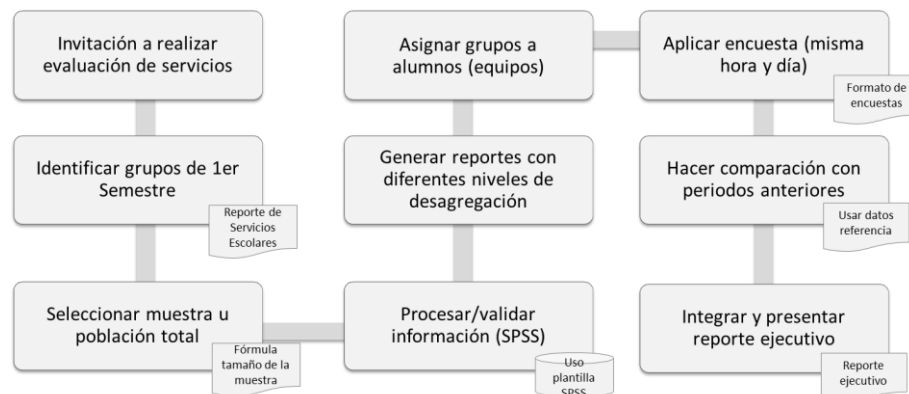 Invitación a realizar
evaluación de servicios
Identificar grupos de 1er
Semestre
Reporte de
Servicios
Escolares
Seleccionar muestra u
población total
Fórmula
tamaño de la
muestra
Procesar/validar
información (SPSS)
Uso
plantilla
SPSS
Generar reportes con
diferentes niveles de
desagregación
Asignar grupos a
alumnos (equipos)
Aplicar encuesta (misma
hora y día)
Formato de
encuestas
Hacer comparación con
periodos anteriores
Usar datos
referencia
Integrar y presentar
reporte ejecutivo
Reporte
ejecutivo